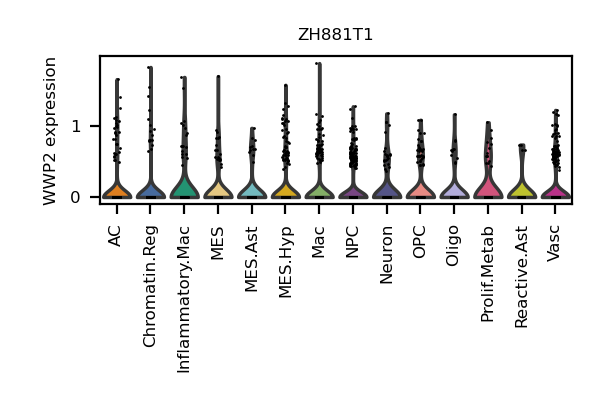 ZH881T1
WWP2 expression
1
0
AC
Chromatin.Reg
Inflammatory.Mac
MES
MES.Ast
MES.Hyp
Mac
NPC
Neuron
OPC
Oligo
Prolif.Metab
Reactive.Ast
Vasc